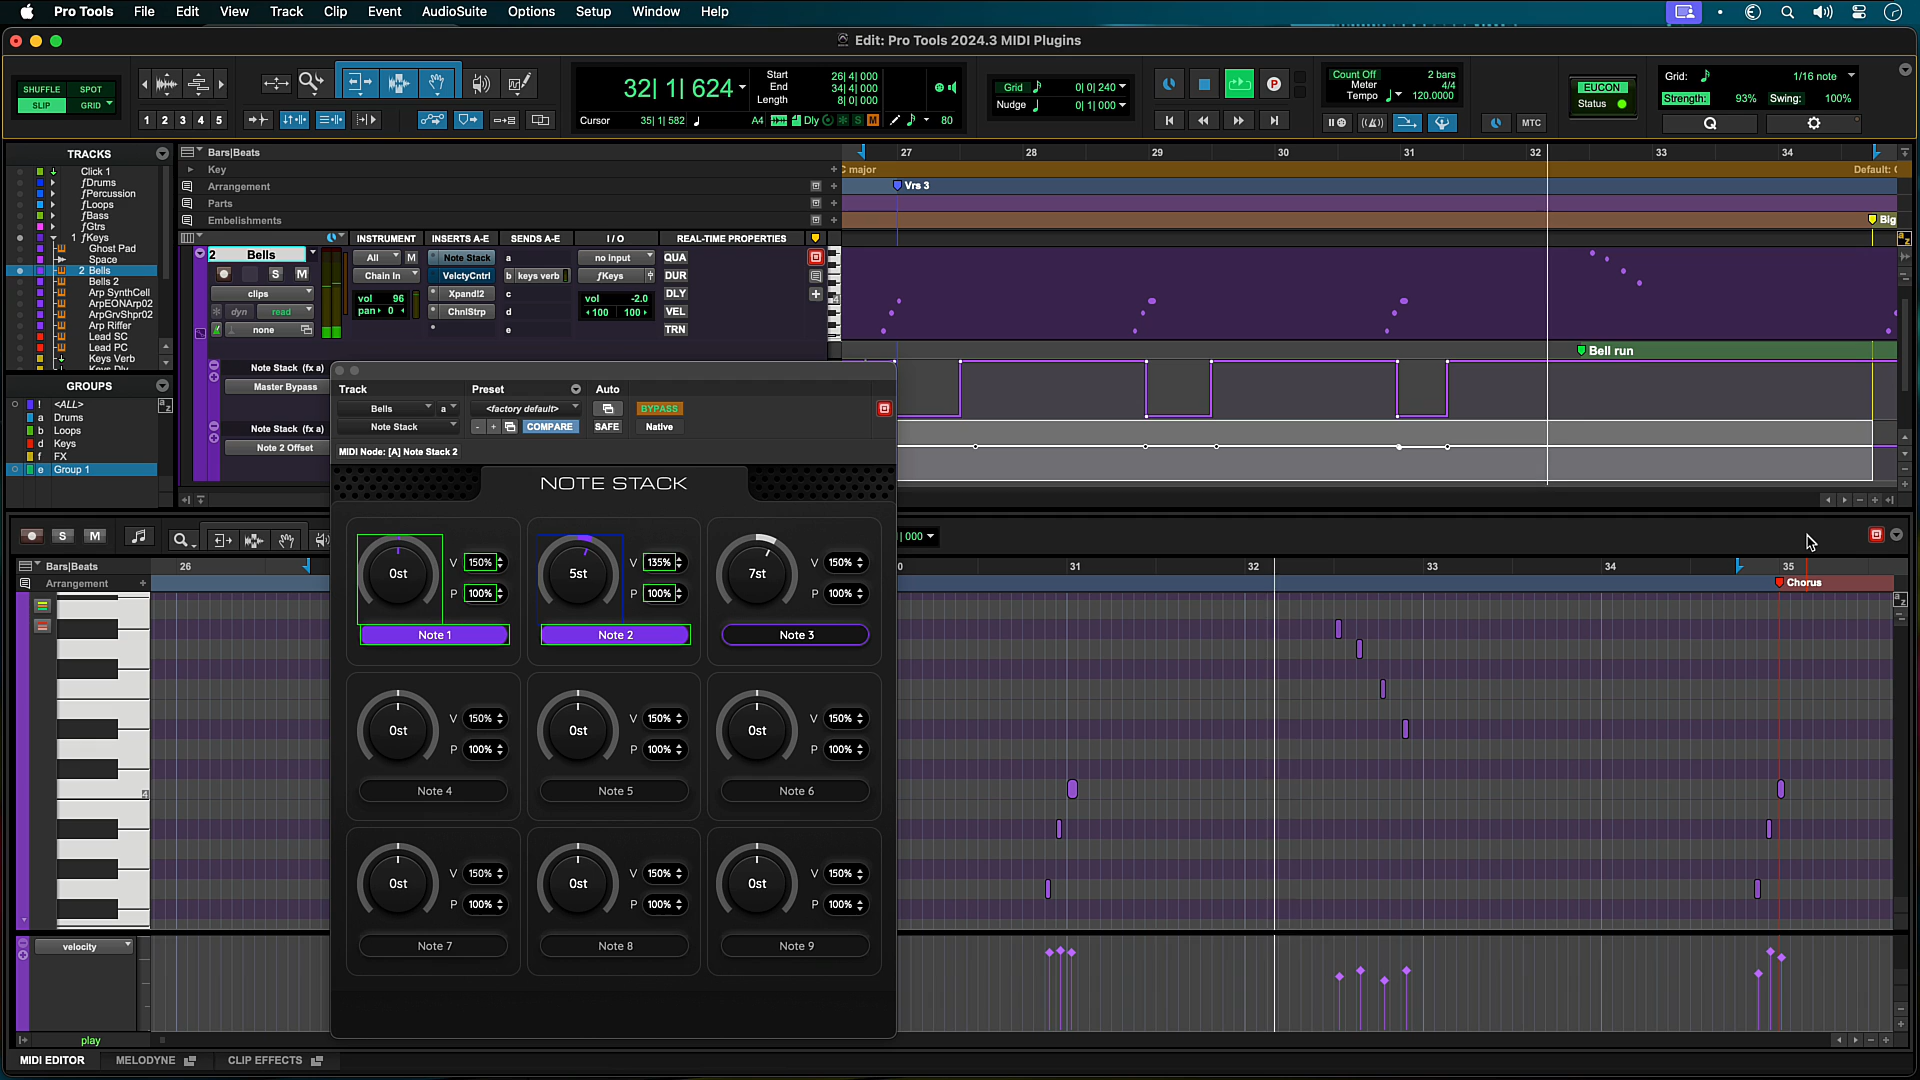 Pro Tools File Edit View Track Clip Event AudioSuite Options Setup Window Help
Edit: Pro Tools 2024.3 MIDI Plugins
SHUFFLE SPOT
SLIP GRID
1 2 3 4 5
32| 1| 624
Start 26| 4| 000
End 34| 4| 000
Length 8| 0| 000
Cursor 35| 1| 582
A4 Dly S M 80
Grid 0| 0| 240
Nudge 0| 1| 000
P
Count Off 2 bars
Meter 4/4
Tempo 120.0000
MTC
EUCON
Status
Grid: 1/16 note
Strength: 93% Swing: 100%
Q
TRACKS
Click 1
Drums
Percussion
Loops
Bass
Gtrs
1 Keys
Ghost Pad
Space
2 Bells
Bells 2
Arp SynthCell
ArpEONArp02
ArpGrvShpr02
Arp Riffer
Lead SC
Lead PC
Keys Verb
Keys Dly
GROUPS
! <ALL>
a Drums
b Loops
d Keys
f FX
e Group 1
Bars|Beats 27 28 29 30 31 32 33 34
Key C major Default: C
Arrangement Vrs 3
Parts
Embelishments Big
INSTRUMENT INSERTS A-E SENDS A-E I / O REAL-TIME PROPERTIES
2 Bells All M Note Stack a no input QUA
S M Chain In VelctyCntrl b keys verb fKeys DUR
clips vol 96 Xpand!2 c vol -2.0 DLY
dyn read pan 0 ChnlStrp d 100 100 VEL
none e TRN
Bell run
Note Stack (fx a)
Master Bypass
Note Stack (fx a)
Note 2 Offset
Track Preset Auto
Bells a <factory default> BYPASS
Note Stack - + COMPARE SAFE Native
MIDI Node: [A] Note Stack 2
NOTE STACK
0st V 150% P 100% Note 1
5st V 135% P 100% Note 2
7st V 150% P 100% Note 3
0st V 150% P 100% Note 4
0st V 150% P 100% Note 5
0st V 150% P 100% Note 6
0st V 150% P 100% Note 7
0st V 150% P 100% Note 8
0st V 150% P 100% Note 9
S M | 000
Bars|Beats 26 0 31 32 33 34 35
Arrangement Chorus
4
velocity
play
MIDI EDITOR MELODYNE CLIP EFFECTS